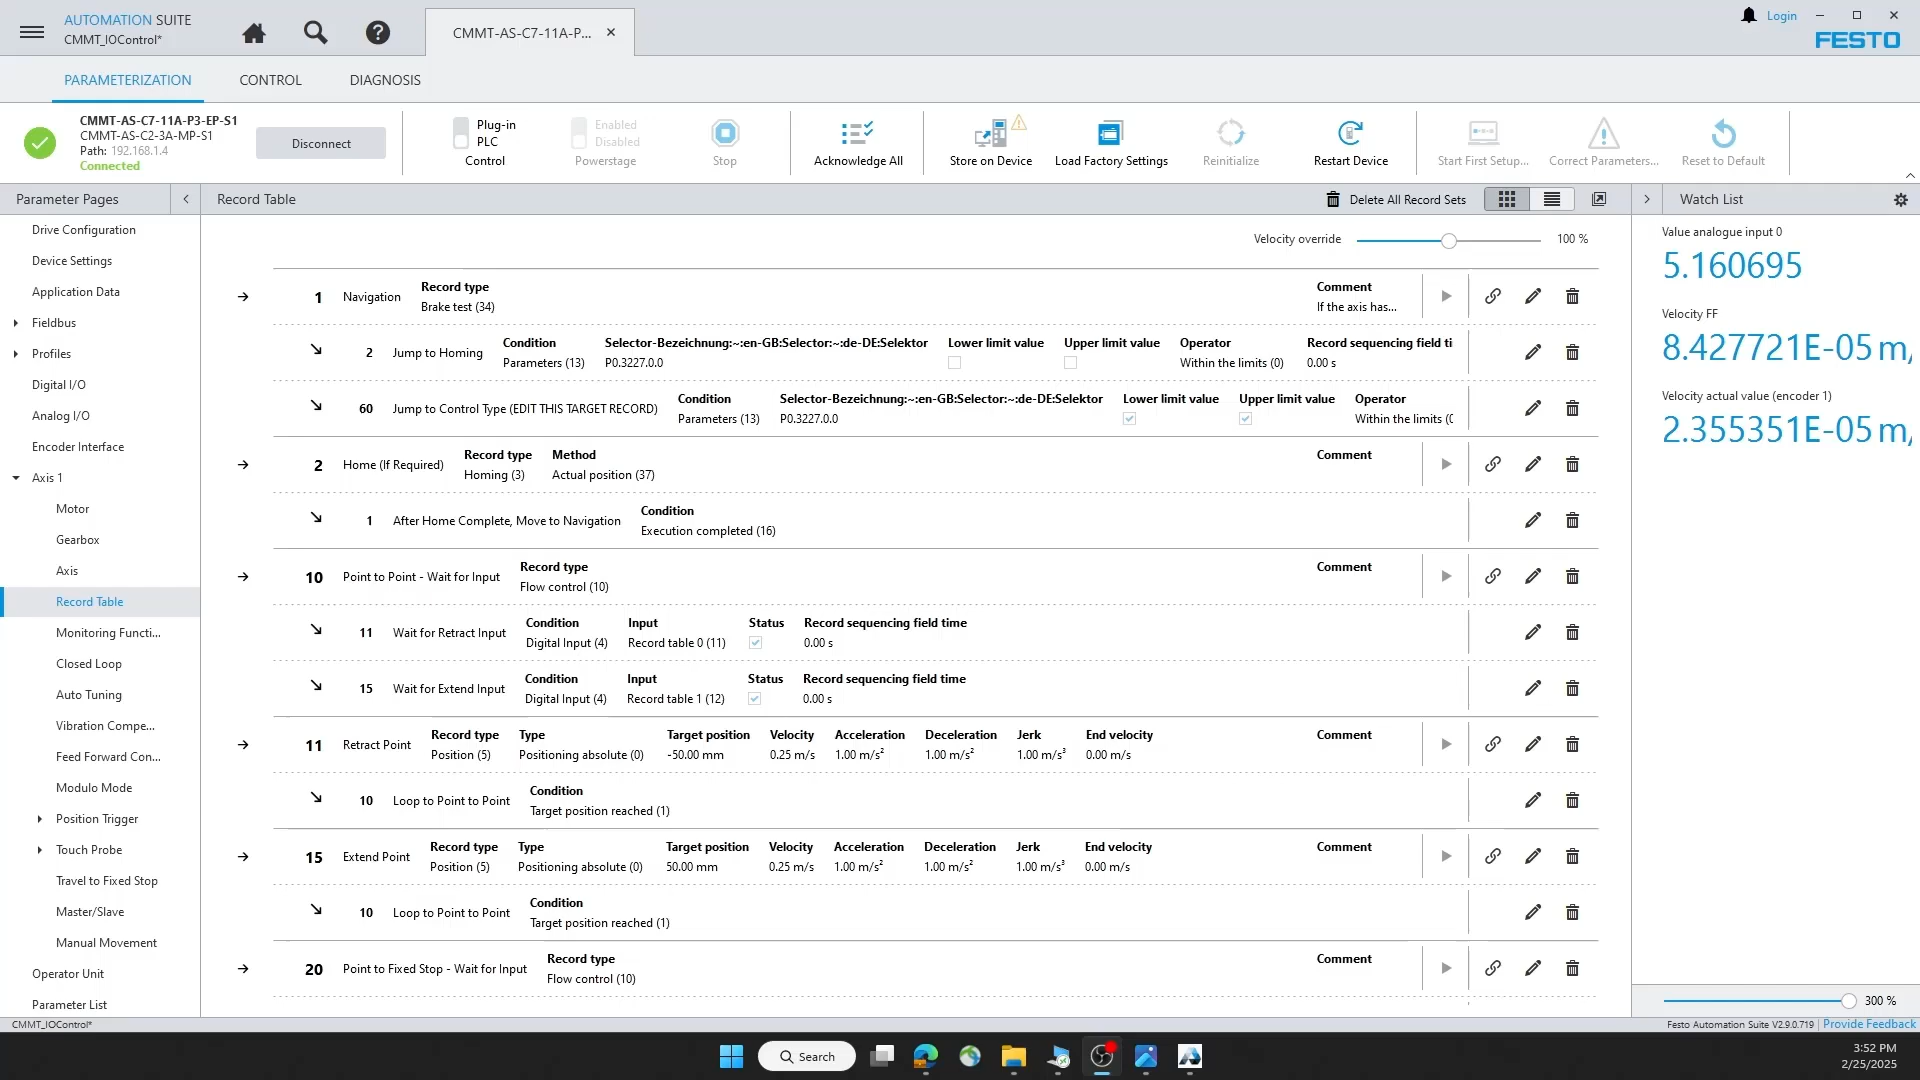 AUTOMATION SUITE
CMMT_IOControl*
CMMT-AS-C7-11A-P...
Login
FESTO
PARAMETERIZATION
CONTROL
DIAGNOSIS
CMMT-AS-C7-11A-P3-EP-S1
CMMT-AS-C2-3A-MP-S1
Path: 192.168.1.4
Connected
Disconnect
Plug-in
PLC
Control
Enabled
Disabled
Powerstage
Stop
Acknowledge All
Store on Device
Load Factory Settings
Reinitialize
Restart Device
Start First Setup...
Correct Parameters...
Reset to Default
Parameter Pages
Record Table
Delete All Record Sets
Watch List
Drive Configuration
Device Settings
Application Data
Fieldbus
Profiles
Digital I/O
Analog I/O
Encoder Interface
Axis 1
Motor
Gearbox
Axis
Record Table
Monitoring Functi...
Closed Loop
Auto Tuning
Vibration Compe...
Feed Forward Con...
Modulo Mode
Position Trigger
Touch Probe
Travel to Fixed Stop
Master/Slave
Manual Movement
Operator Unit
Parameter List
Velocity override 100 %
1 Navigation Record type Comment
Brake test (34) If the axis has...
2 Jump to Homing Condition Selector-Bezeichnung:~:en-GB:Selector:~:de-DE:Selektor Lower limit value Upper limit value Operator Record sequencing field ti
Parameters (13) P0.3227.0.0 Within the limits (0) 0.00 s
60 Jump to Control Type (EDIT THIS TARGET RECORD) Condition Selector-Bezeichnung:~:en-GB:Selector:~:de-DE:Selektor Lower limit value Upper limit value Operator
Parameters (13) P0.3227.0.0 Within the limits (0
2 Home (If Required) Record type Method Comment
Homing (3) Actual position (37)
1 After Home Complete, Move to Navigation Condition
Execution completed (16)
10 Point to Point - Wait for Input Record type Comment
Flow control (10)
11 Wait for Retract Input Condition Input Status Record sequencing field time
Digital Input (4) Record table 0 (11) 0.00 s
15 Wait for Extend Input Condition Input Status Record sequencing field time
Digital Input (4) Record table 1 (12) 0.00 s
11 Retract Point Record type Type Target position Velocity Acceleration Deceleration Jerk End velocity Comment
Position (5) Positioning absolute (0) -50.00 mm 0.25 m/s 1.00 m/s² 1.00 m/s² 1.00 m/s³ 0.00 m/s
10 Loop to Point to Point Condition
Target position reached (1)
15 Extend Point Record type Type Target position Velocity Acceleration Deceleration Jerk End velocity Comment
Position (5) Positioning absolute (0) 50.00 mm 0.25 m/s 1.00 m/s² 1.00 m/s² 1.00 m/s³ 0.00 m/s
10 Loop to Point to Point Condition
Target position reached (1)
20 Point to Fixed Stop - Wait for Input Record type Comment
Flow control (10)
Value analogue input 0
5.160695
Velocity FF
8.427721E-05 m/
Velocity actual value (encoder 1)
2.355351E-05 m/
300 %
CMMT_IOControl*
Festo Automation Suite V2.9.0.719 Provide Feedback
Search
3:52 PM
2/25/2025